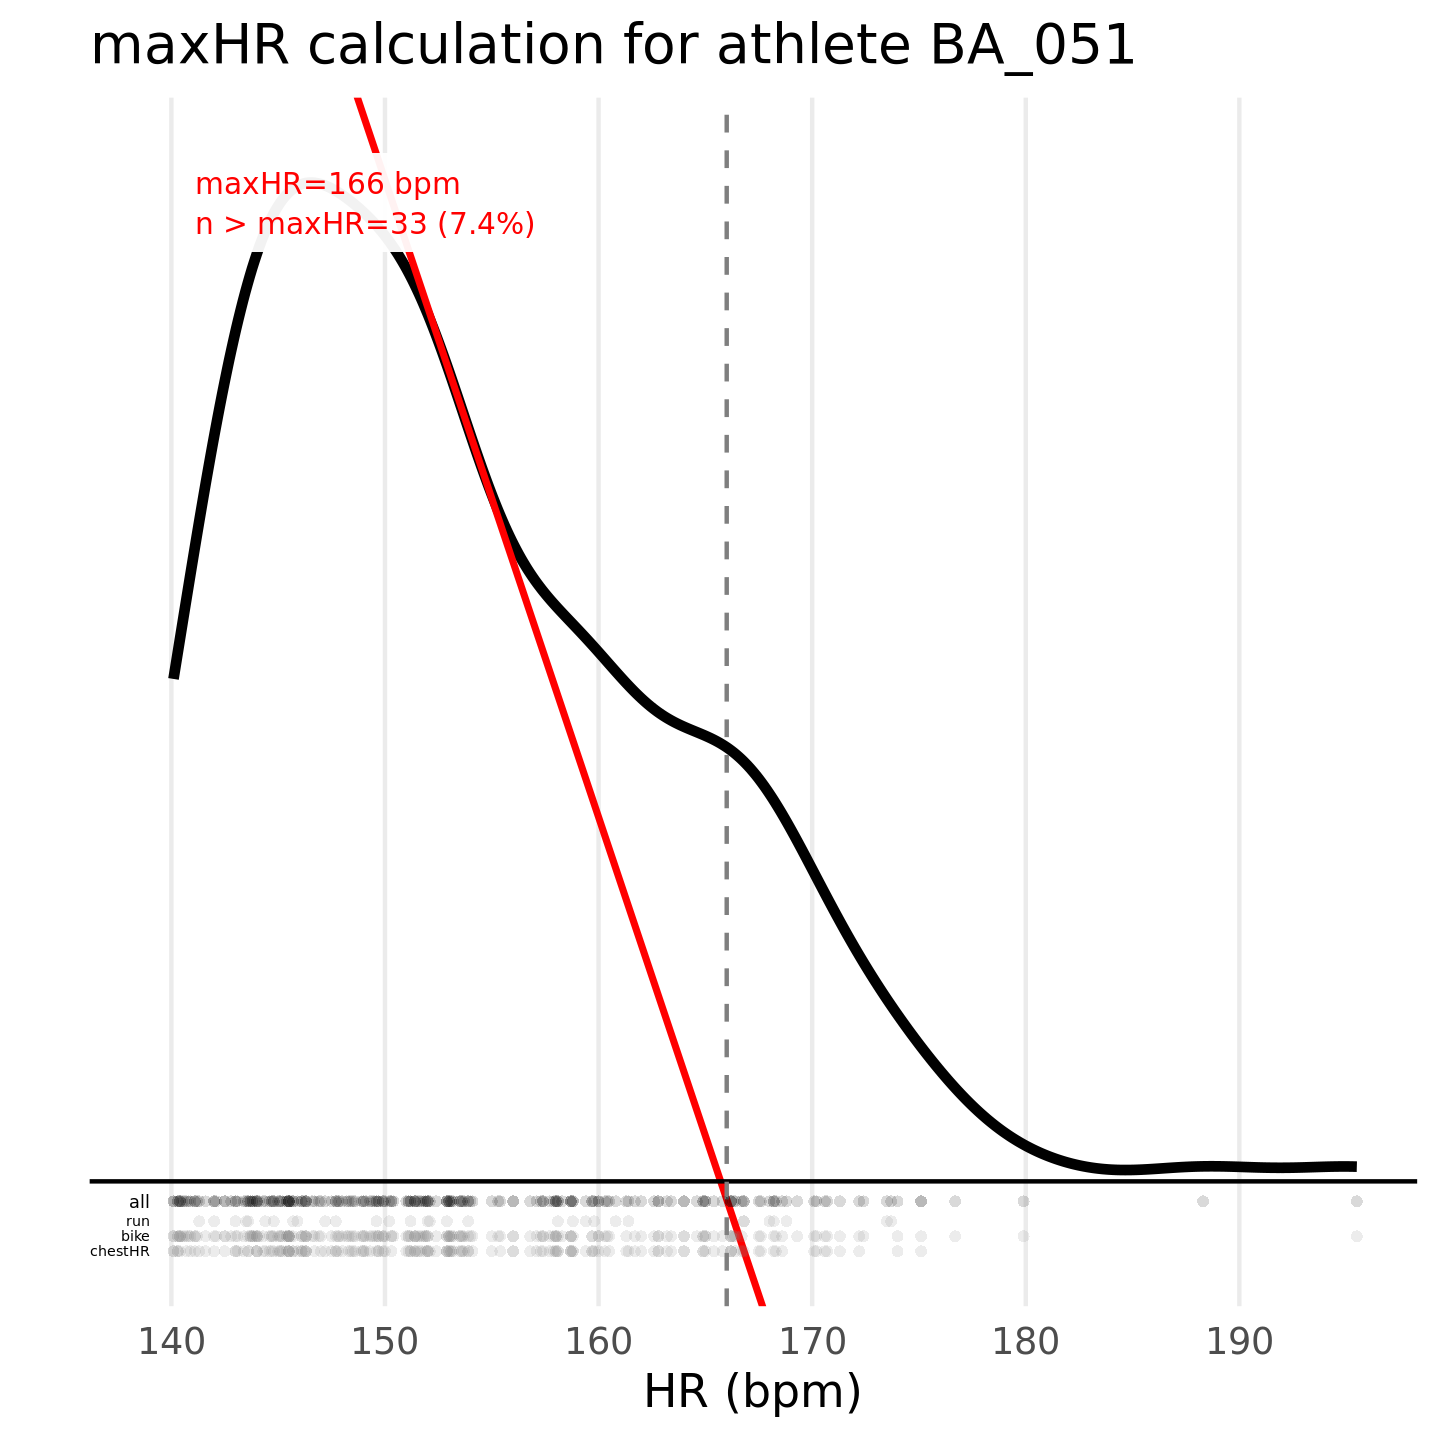 maxHR calculation for athlete BA_051
maxHR=166 bpm
n > maxHR=33 (7.4%)
all
run
bike
chestHR
140 150 160 170 180 190
HR (bpm)